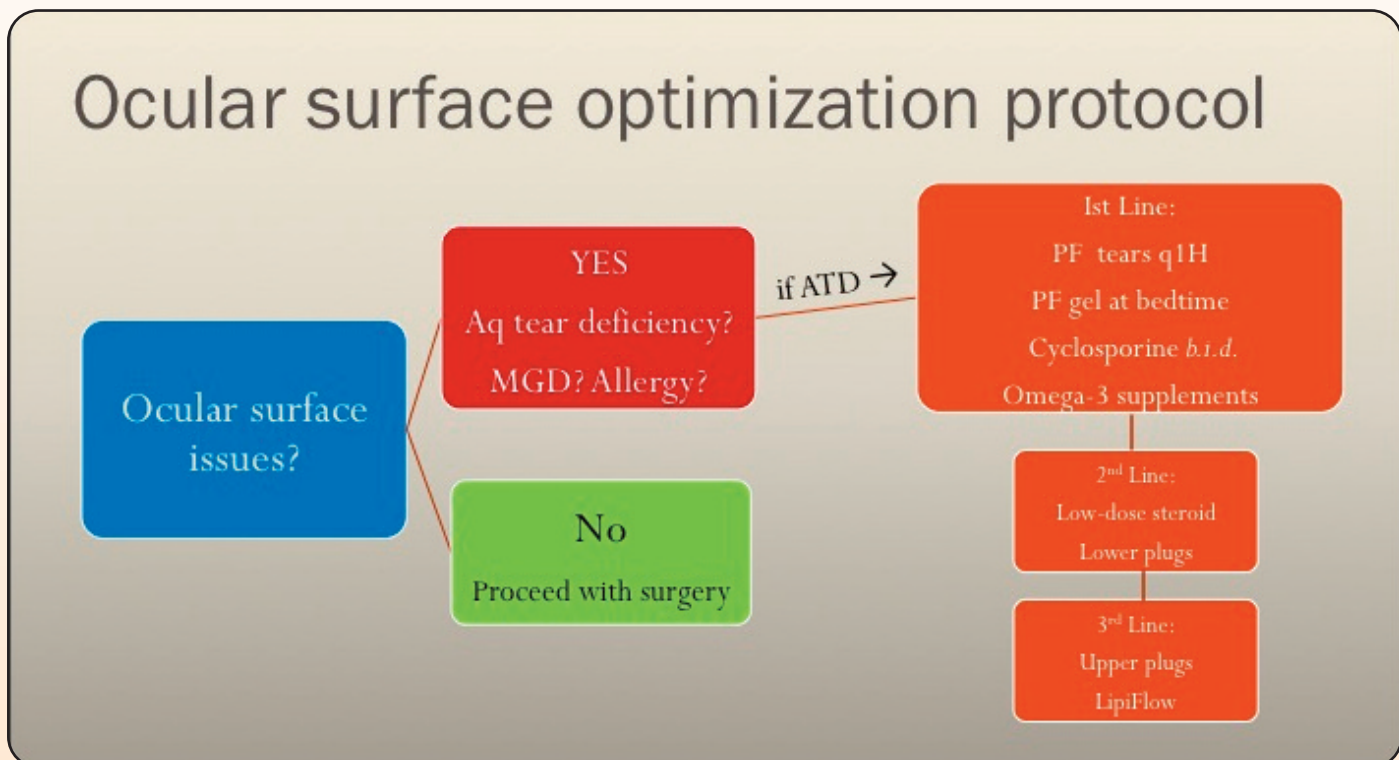 Ocular surface optimization protocol
Ocular surface
issues?
YES
Aq tear deficiency?
MGD? Allergy?
No
Proceed with surgery
if ATD →
Ist Line:
PF tears q1H
PF gel at bedtime
Cyclosporine b.i.d.
Omega-3 supplements
2nd Line:
Low-dose steroid
Lower plugs
3rd Line:
Upper plugs
LipiFlow